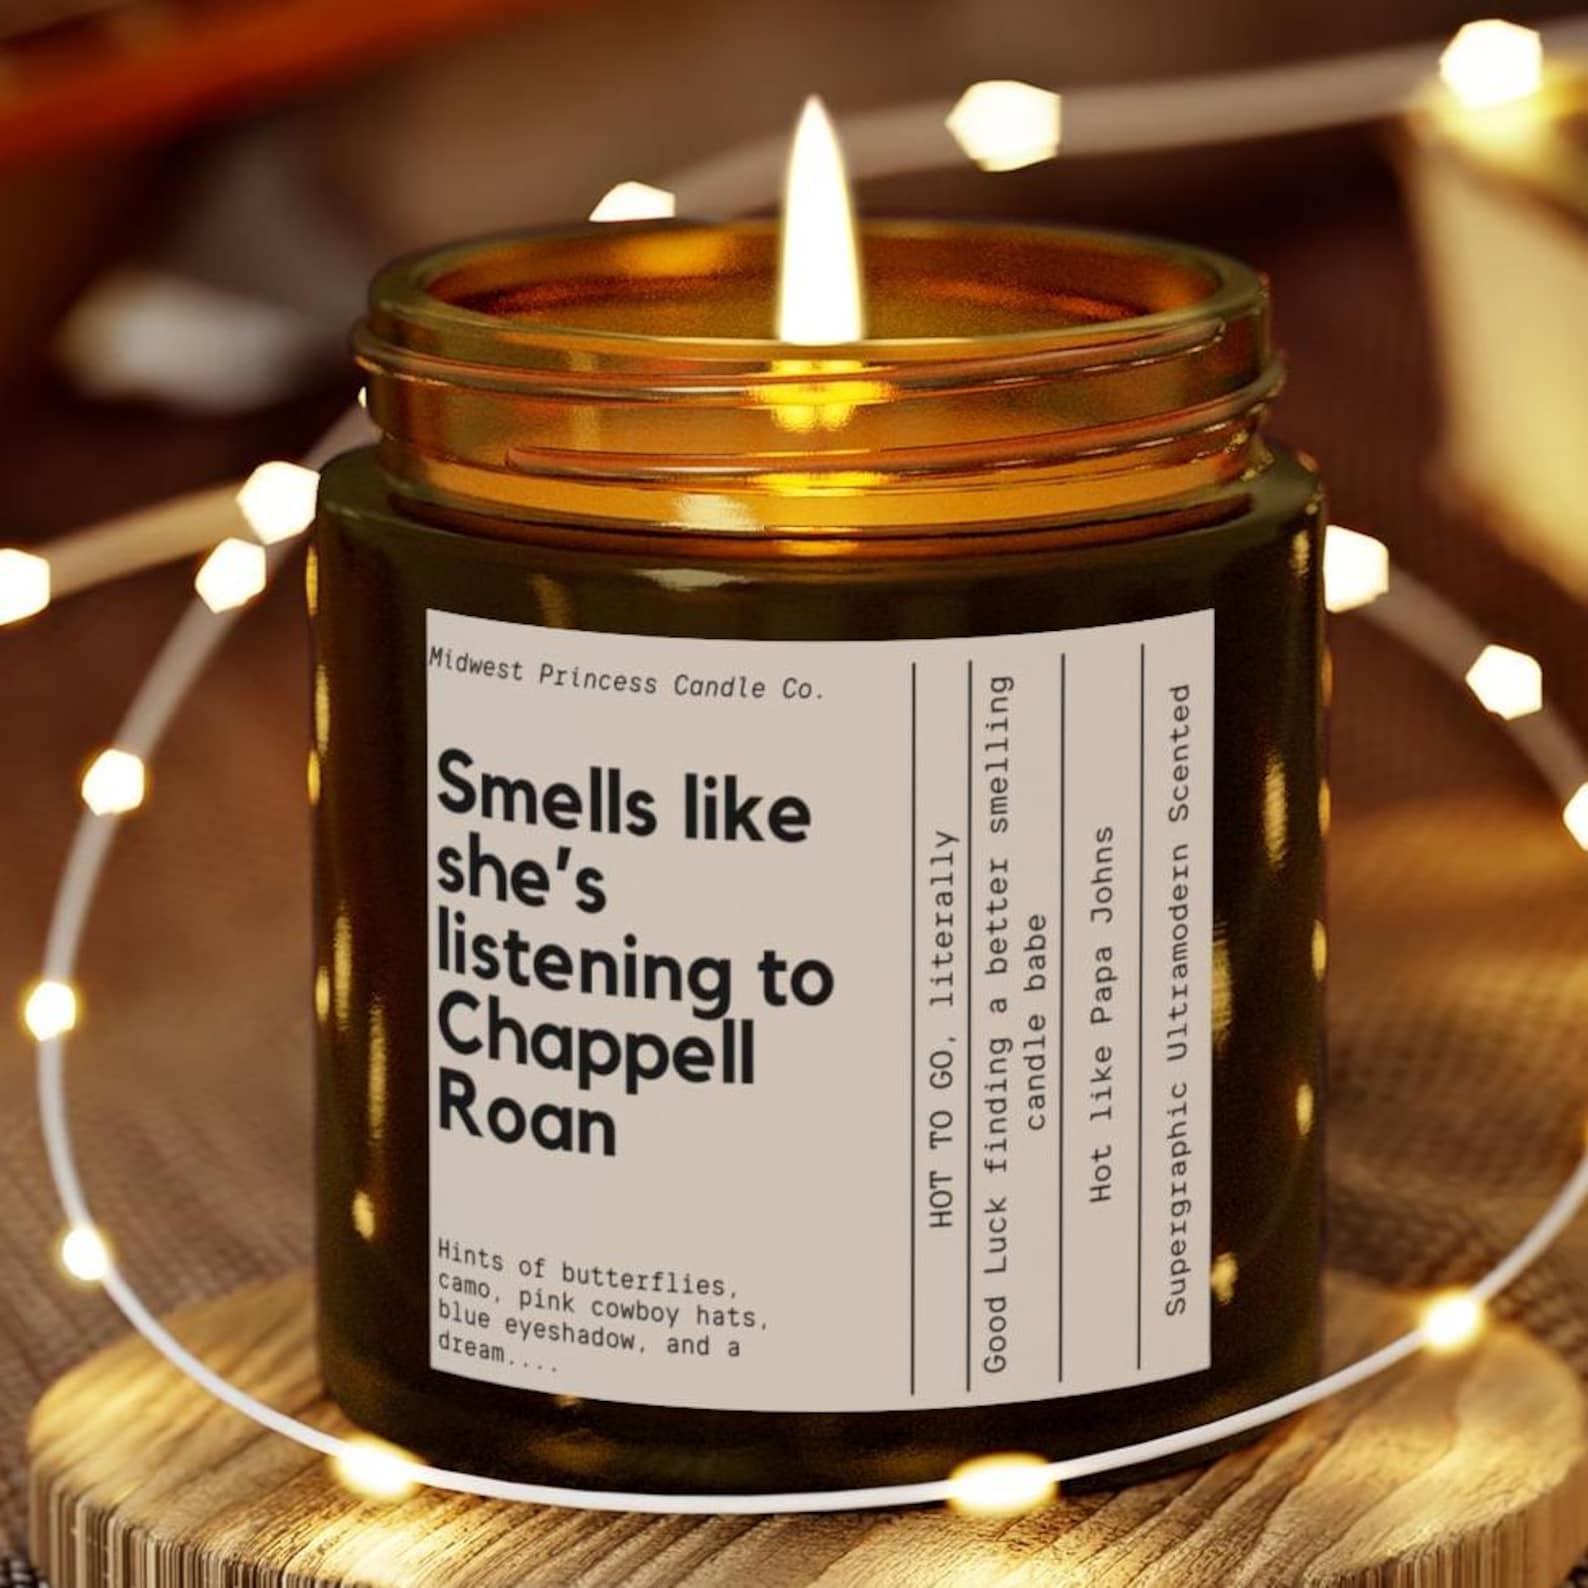 Midwest Princess Candle Co.
Smells like
she's
listening to
Chappell
Roan
Hints of butterflies,
camo, pink cowboy hats,
blue eyeshadow, and a
dream....
HOT TO GO, literally
Good Luck finding a better smelling
candle babe
Hot like Papa Johns
Supergraphic Ultramodern Scented